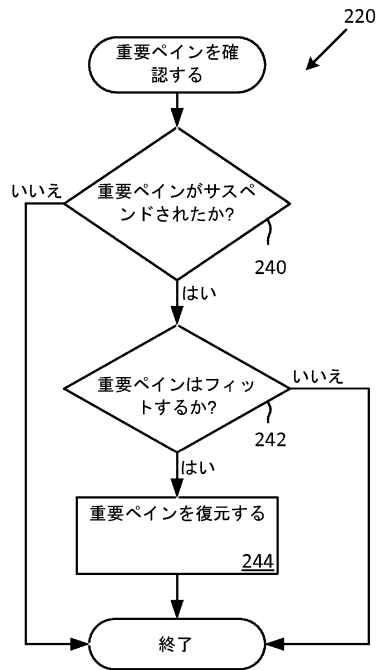 220
重要ペインを確
認する
いいえ
重要ペインがサスペ
ンドされたか?
240
はい
重要ペインはフィッ
トするか?
いいえ
242
はい
重要ペインを復元する
244
終了